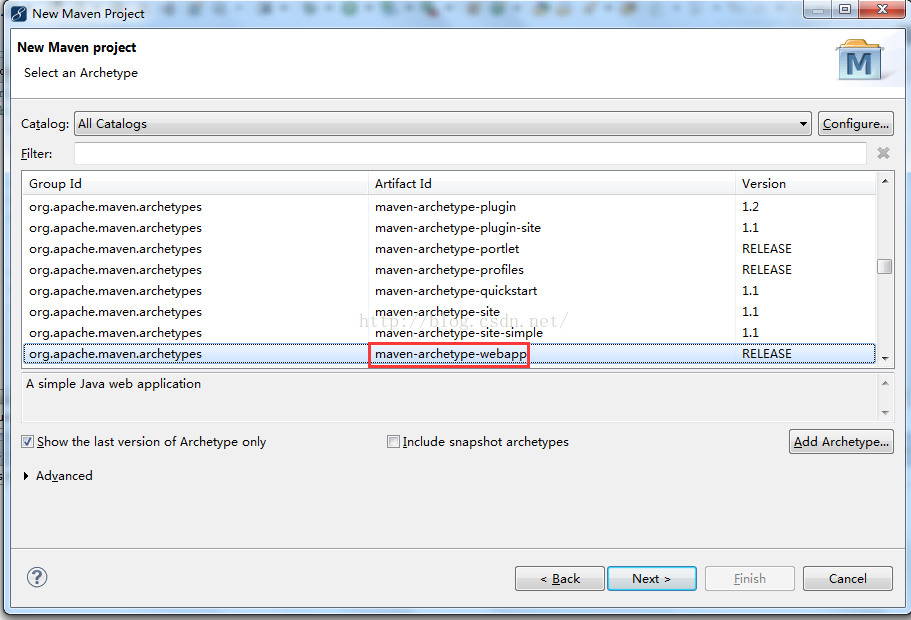 New Maven Project
New Maven project
Select an Archetype
M
Catalog: All Catalogs Configure...
Filter:
Group Id Artifact Id Version
org.apache.maven.archetypes maven-archetype-plugin 1.2
org.apache.maven.archetypes maven-archetype-plugin-site 1.1
org.apache.maven.archetypes maven-archetype-portlet RELEASE
org.apache.maven.archetypes maven-archetype-profiles RELEASE
org.apache.maven.archetypes maven-archetype-quickstart 1.1
org.apache.maven.archetypes maven-archetype-site 1.1
http://blog.csdn.net/
org.apache.maven.archetypes maven-archetype-site-simple 1.1
org.apache.maven.archetypes maven-archetype-webapp RELEASE
A simple Java web application
Show the last version of Archetype only Include snapshot archetypes Add Archetype...
Advanced
? < Back Next > Finish Cancel